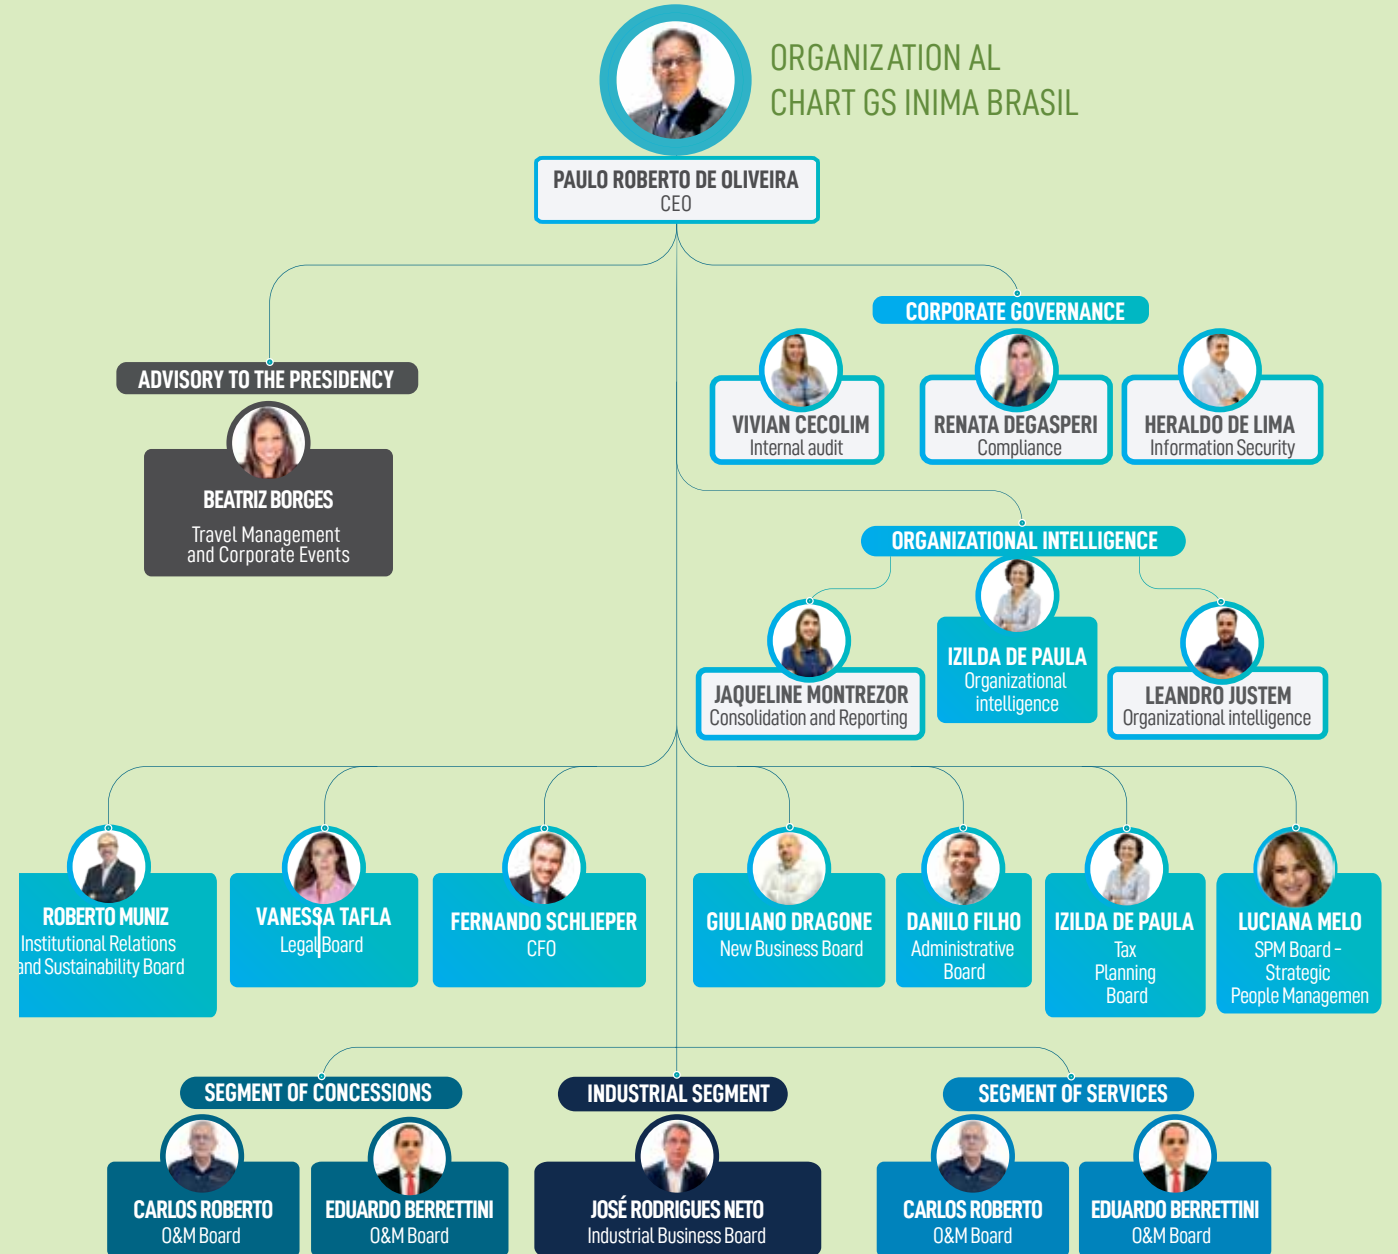 ORGANIZATION AL
CHART GS INIMA BRASIL
PAULO ROBERTO DE OLIVEIRA
CEO
CORPORATE GOVERNANCE
VIVIAN CECOLIM
Internal audit
RENATA DEGASPERI
Compliance
HERALDO DE LIMA
Information Security
ADVISORY TO THE PRESIDENCY
BEATRIZ BORGES
Travel Management
and Corporate Events
ORGANIZATIONAL INTELLIGENCE
JAQUELINE MONTREZOR
Consolidation and Reporting
IZILDA DE PAULA
Organizational
intelligence
LEANDRO JUSTEM
Organizational intelligence
ROBERTO MUNIZ
Institutional Relations
and Sustainability Board
VANESSA TAFLA
Legal Board
FERNANDO SCHLIEPER
CFO
GIULIANO DRAGONE
New Business Board
DANILO FILHO
Administrative
Board
IZILDA DE PAULA
Tax
Planning
Board
LUCIANA MELO
SPM Board -
Strategic
People Managemen
SEGMENT OF CONCESSIONS
CARLOS ROBERTO
O&M Board
EDUARDO BERRETTINI
O&M Board
INDUSTRIAL SEGMENT
JOSÉ RODRIGUES NETO
Industrial Business Board
SEGMENT OF SERVICES
CARLOS ROBERTO
O&M Board
EDUARDO BERRETTINI
O&M Board